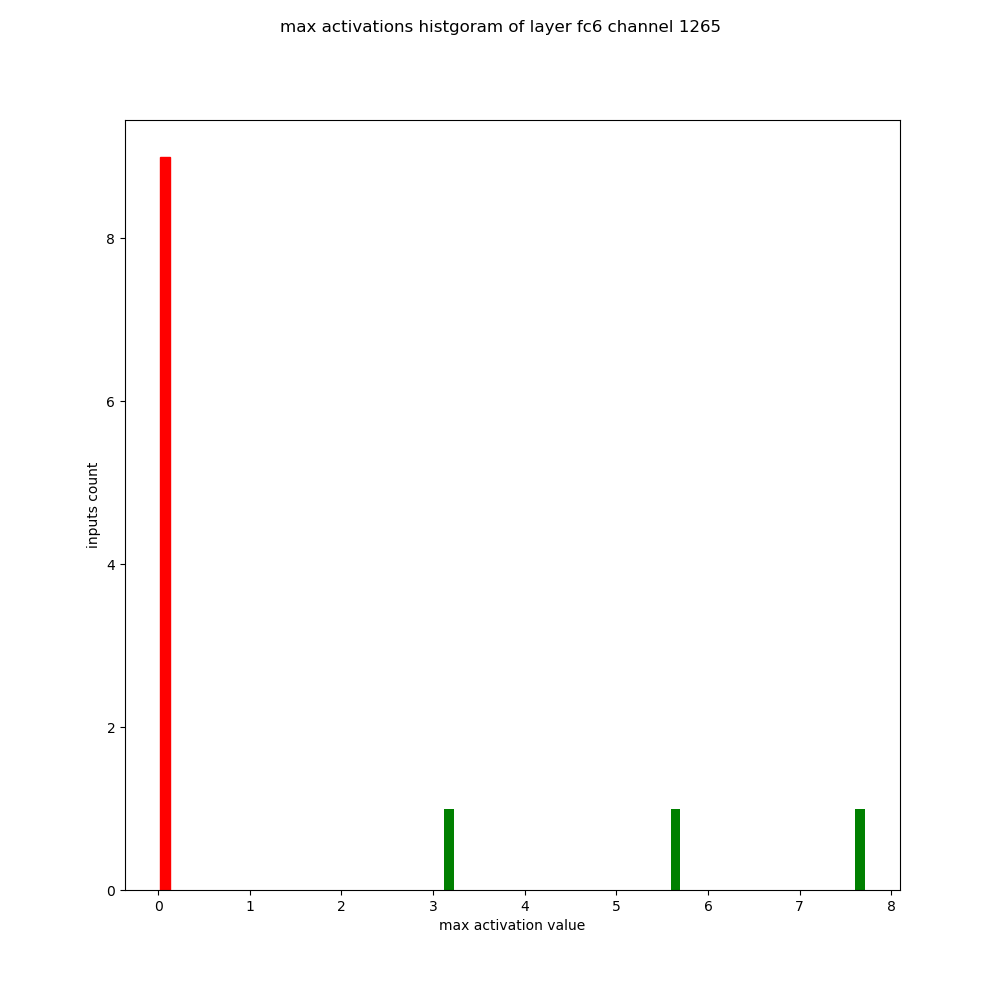 max activations histgoram of layer fc6 channel 1265
8
6
4
2
0
inputs count
0 1 2 3 4 5 6 7 8
max activation value